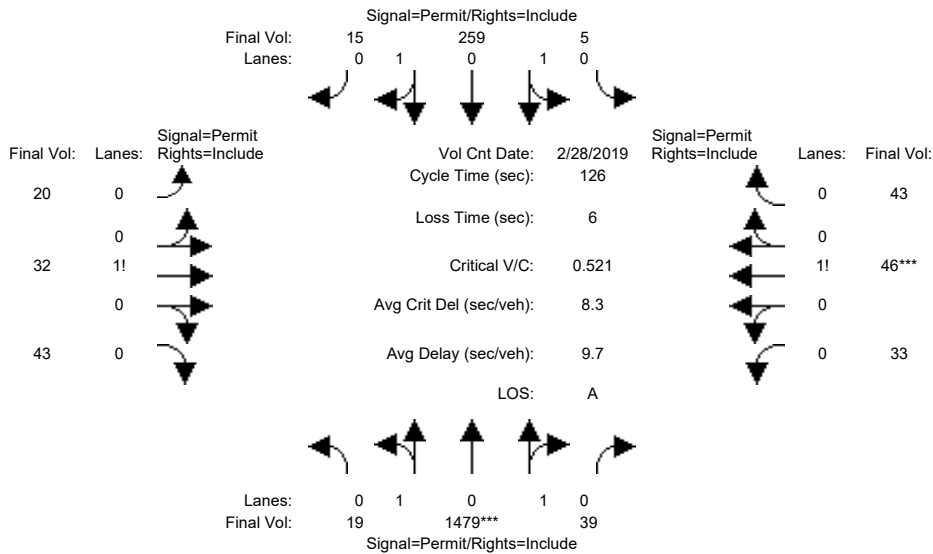 Signal=Permit/Rights=Include
Final Vol: 15 259 5
Lanes: 0 1 0 1 0
Signal=Permit
Final Vol: Lanes: Rights=Include
Vol Cnt Date: 2/28/2019
Signal=Permit
Rights=Include Lanes: Final Vol:
Cycle Time (sec): 126
20 0
0 43
Loss Time (sec): 6
0
0
32 1!
Critical V/C: 0.521
1! 46***
0
Avg Crit Del (sec/veh): 8.3
0
43 0
Avg Delay (sec/veh): 9.7
0 33
LOS: A
Lanes: 0 1 0 1 0
Final Vol: 19 1479*** 39
Signal=Permit/Rights=Include